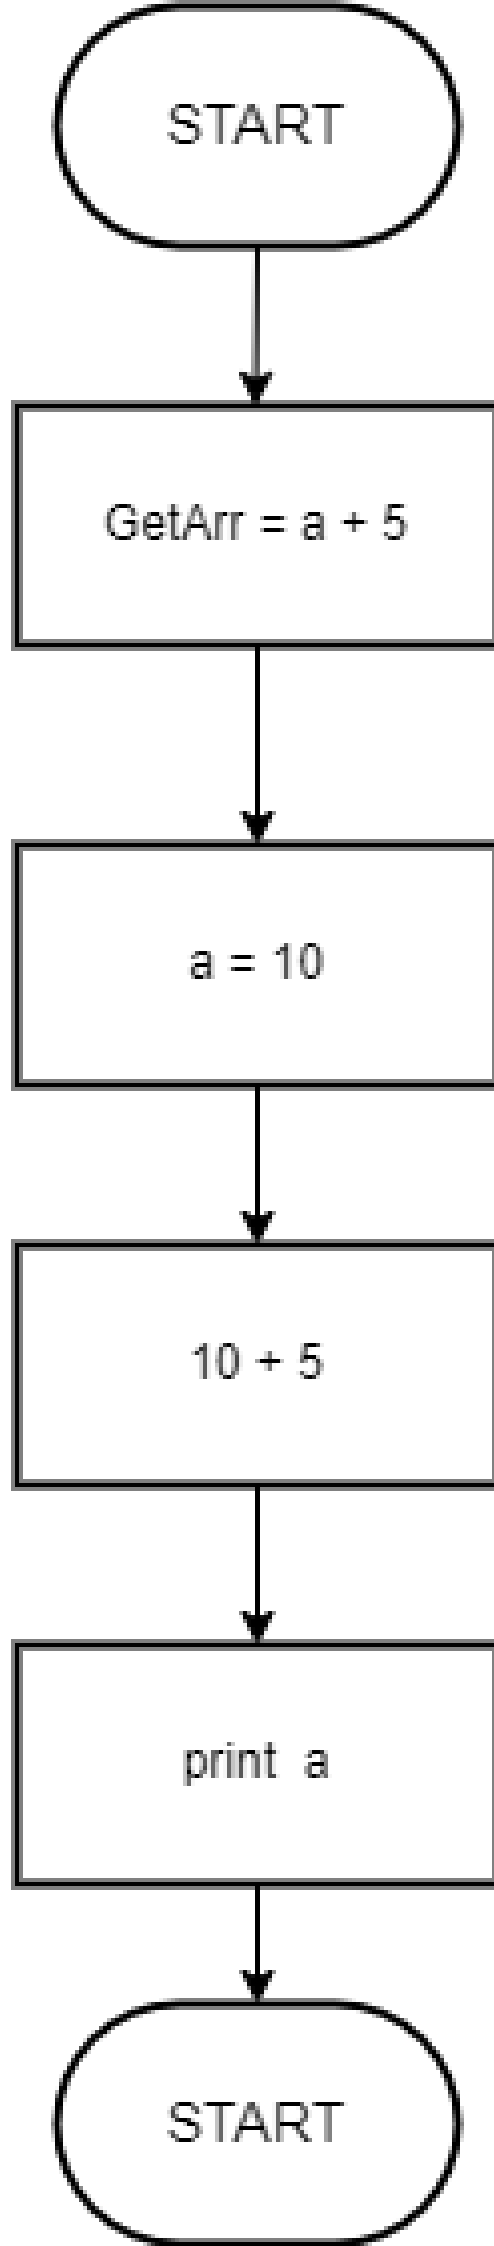 START
GetArr = a + 5
a = 10
10 + 5
print a
START